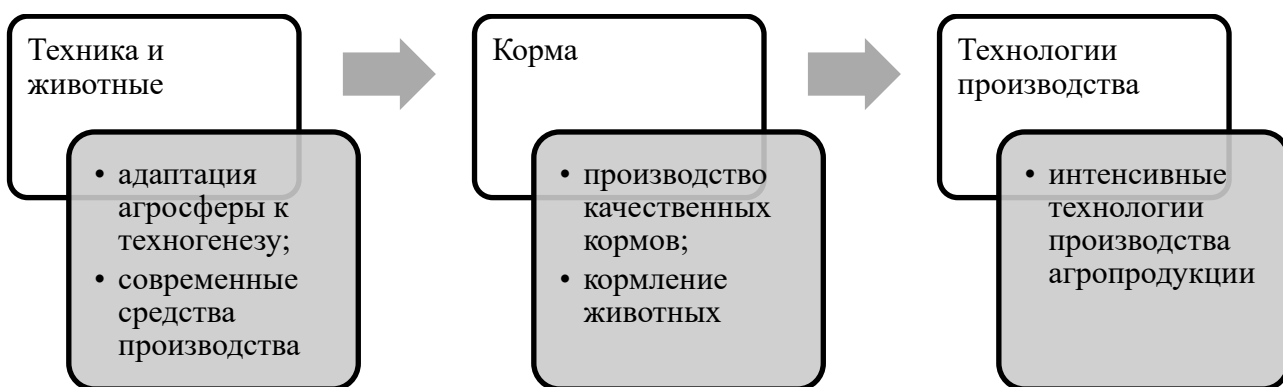 Техника и
животные
• адаптация
агросферы к
техногенезу;
• современные
средства
производства
Корма
• производство
качественных
кормов;
• кормление
животных
Технологии
производства
• интенсивные
технологии
производства
агропродукции